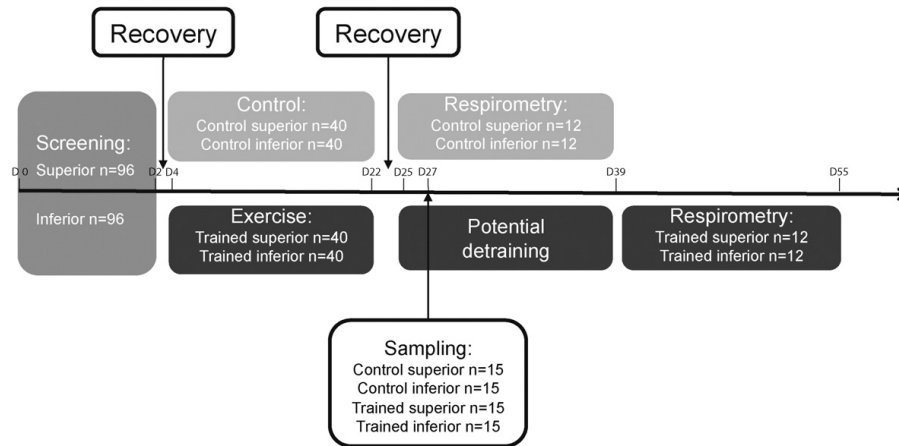 Recovery
Recovery
Control:
Control superior n=40
Control inferior n=40
Respirometry:
Control superior n=12
Control inferior n=12
Screening:
Superior n=96
Inferior n=96
D 0
D2
D4
D22
D25
D27
D39
D55
Exercise:
Trained superior n=40
Trained inferior n=40
Potential
detraining
Respirometry:
Trained superior n=12
Trained inferior n=12
Sampling:
Control superior n=15
Control inferior n=15
Trained superior n=15
Trained inferior n=15